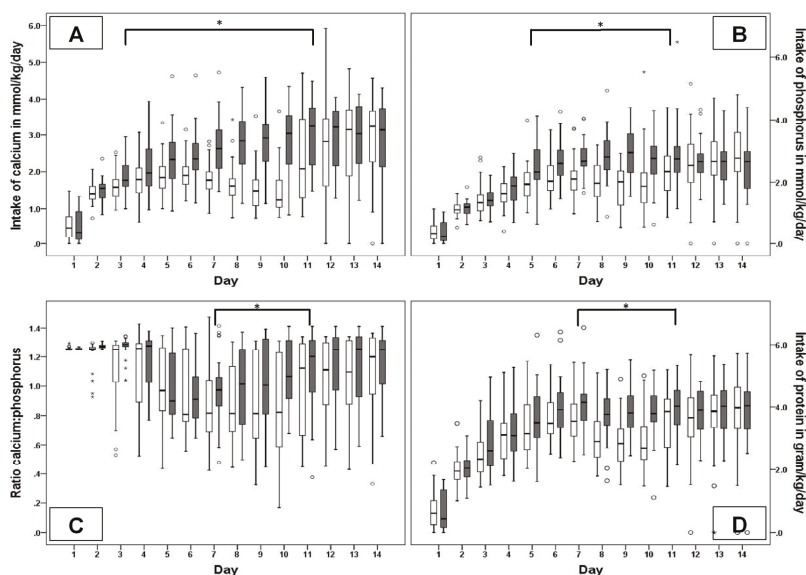 A
*
Intake of calcium in mmol/kg/day
6.0
5.0
4.0
3.0
2.0
1.0
.0
1 2 3 4 5 6 7 8 9 10 11 12 13 14
Day
B
*
Intake of phosphorus in mmol/kg/day
6.0
4.0
2.0
.0
1 2 3 4 5 6 7 8 9 10 11 12 13 14
Day
C
*
Ratio calcium:phosphorus
1.4
1.2
1.0
.8
.6
.4
.2
.0
1 2 3 4 5 6 7 8 9 10 11 12 13 14
Day
D
*
Intake of protein in gram/kg/day
6.0
4.0
2.0
.0
1 2 3 4 5 6 7 8 9 10 11 12 13 14
Day